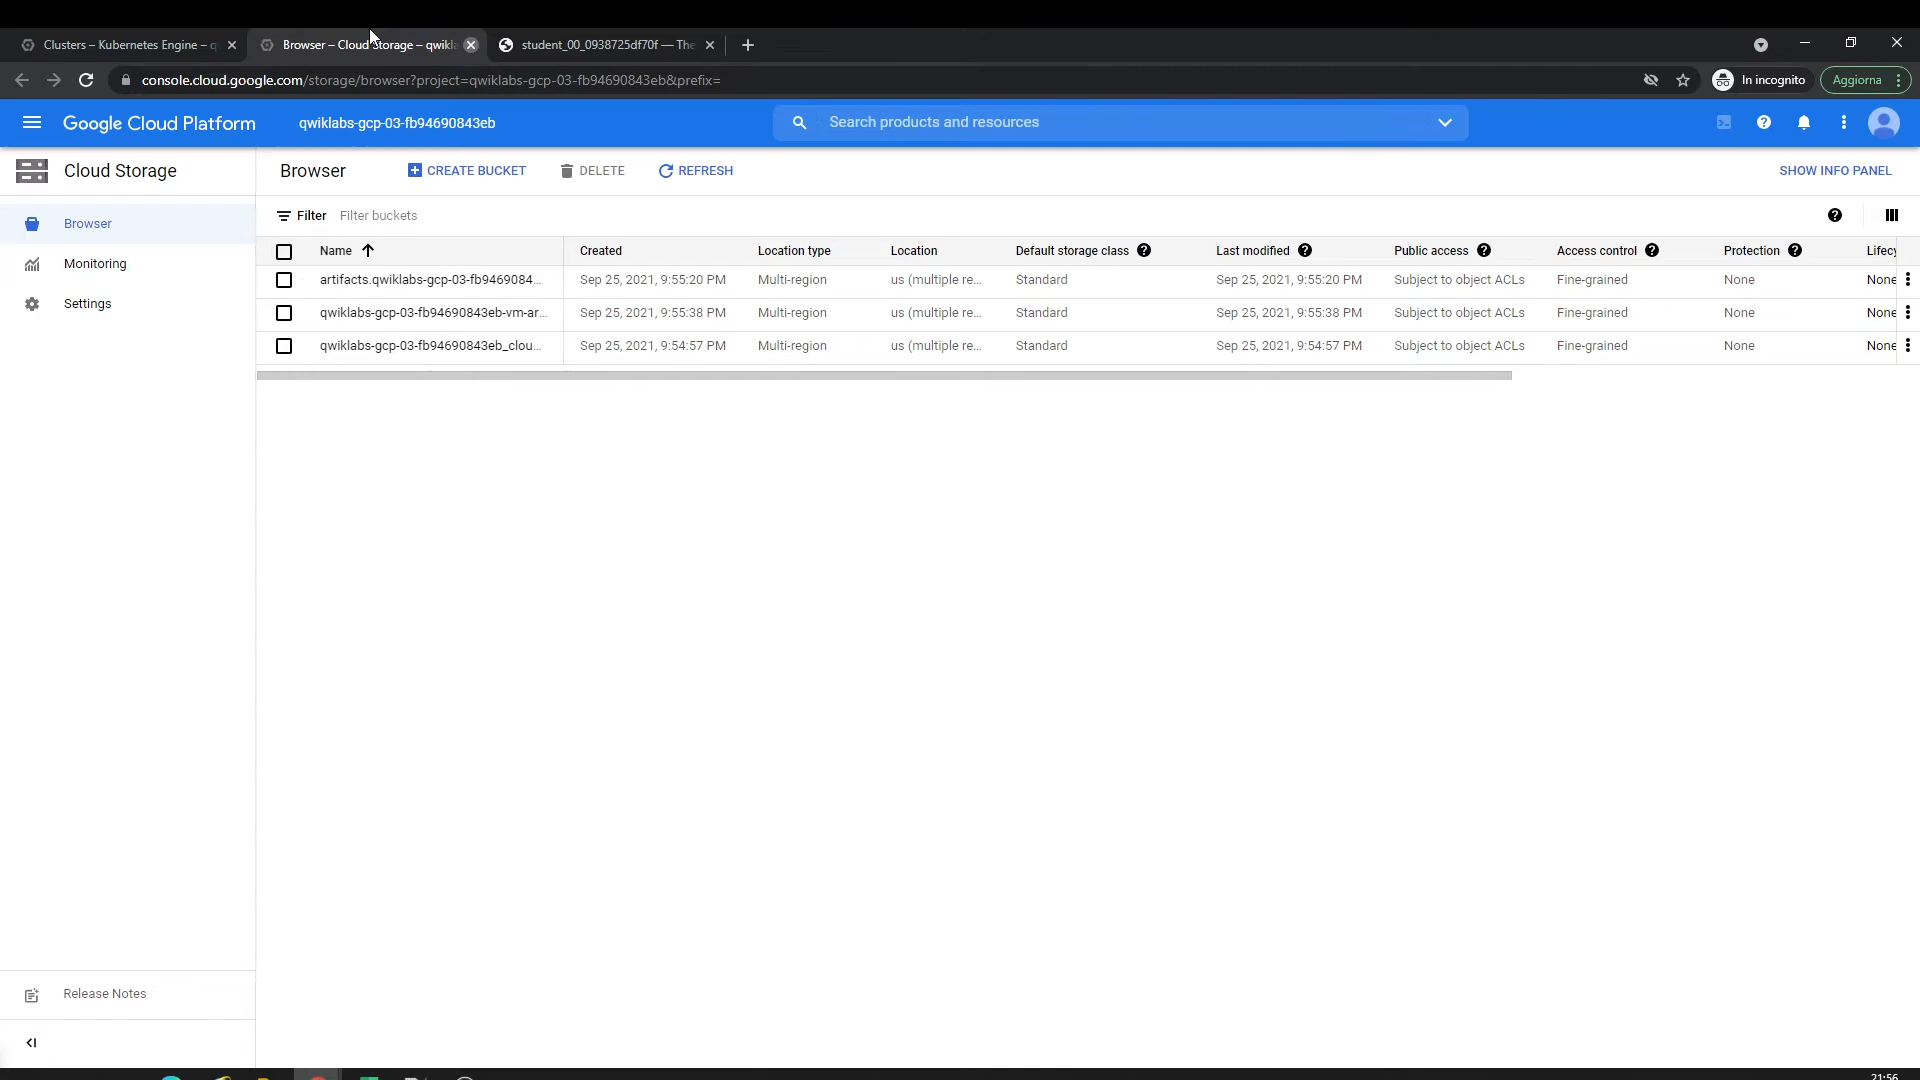 Clusters – Kubernetes Engine – q
Browser – Cloud Storage – qwikla
student_00_0938725df70f — The
console.cloud.google.com/storage/browser?project=qwiklabs-gcp-03-fb94690843eb&prefix=
In incognito
Aggiorna
Google Cloud Platform
qwiklabs-gcp-03-fb94690843eb
Search products and resources
Cloud Storage
Browser
CREATE BUCKET
DELETE
REFRESH
SHOW INFO PANEL
Browser
Monitoring
Settings
Filter Filter buckets
Name Created Location type Location Default storage class Last modified Public access Access control Protection Lifecy
artifacts.qwiklabs-gcp-03-fb9469084... Sep 25, 2021, 9:55:20 PM Multi-region us (multiple re... Standard Sep 25, 2021, 9:55:20 PM Subject to object ACLs Fine-grained None None
qwiklabs-gcp-03-fb94690843eb-vm-ar... Sep 25, 2021, 9:55:38 PM Multi-region us (multiple re... Standard Sep 25, 2021, 9:55:38 PM Subject to object ACLs Fine-grained None None
qwiklabs-gcp-03-fb94690843eb_clou... Sep 25, 2021, 9:54:57 PM Multi-region us (multiple re... Standard Sep 25, 2021, 9:54:57 PM Subject to object ACLs Fine-grained None None
Release Notes
21:56